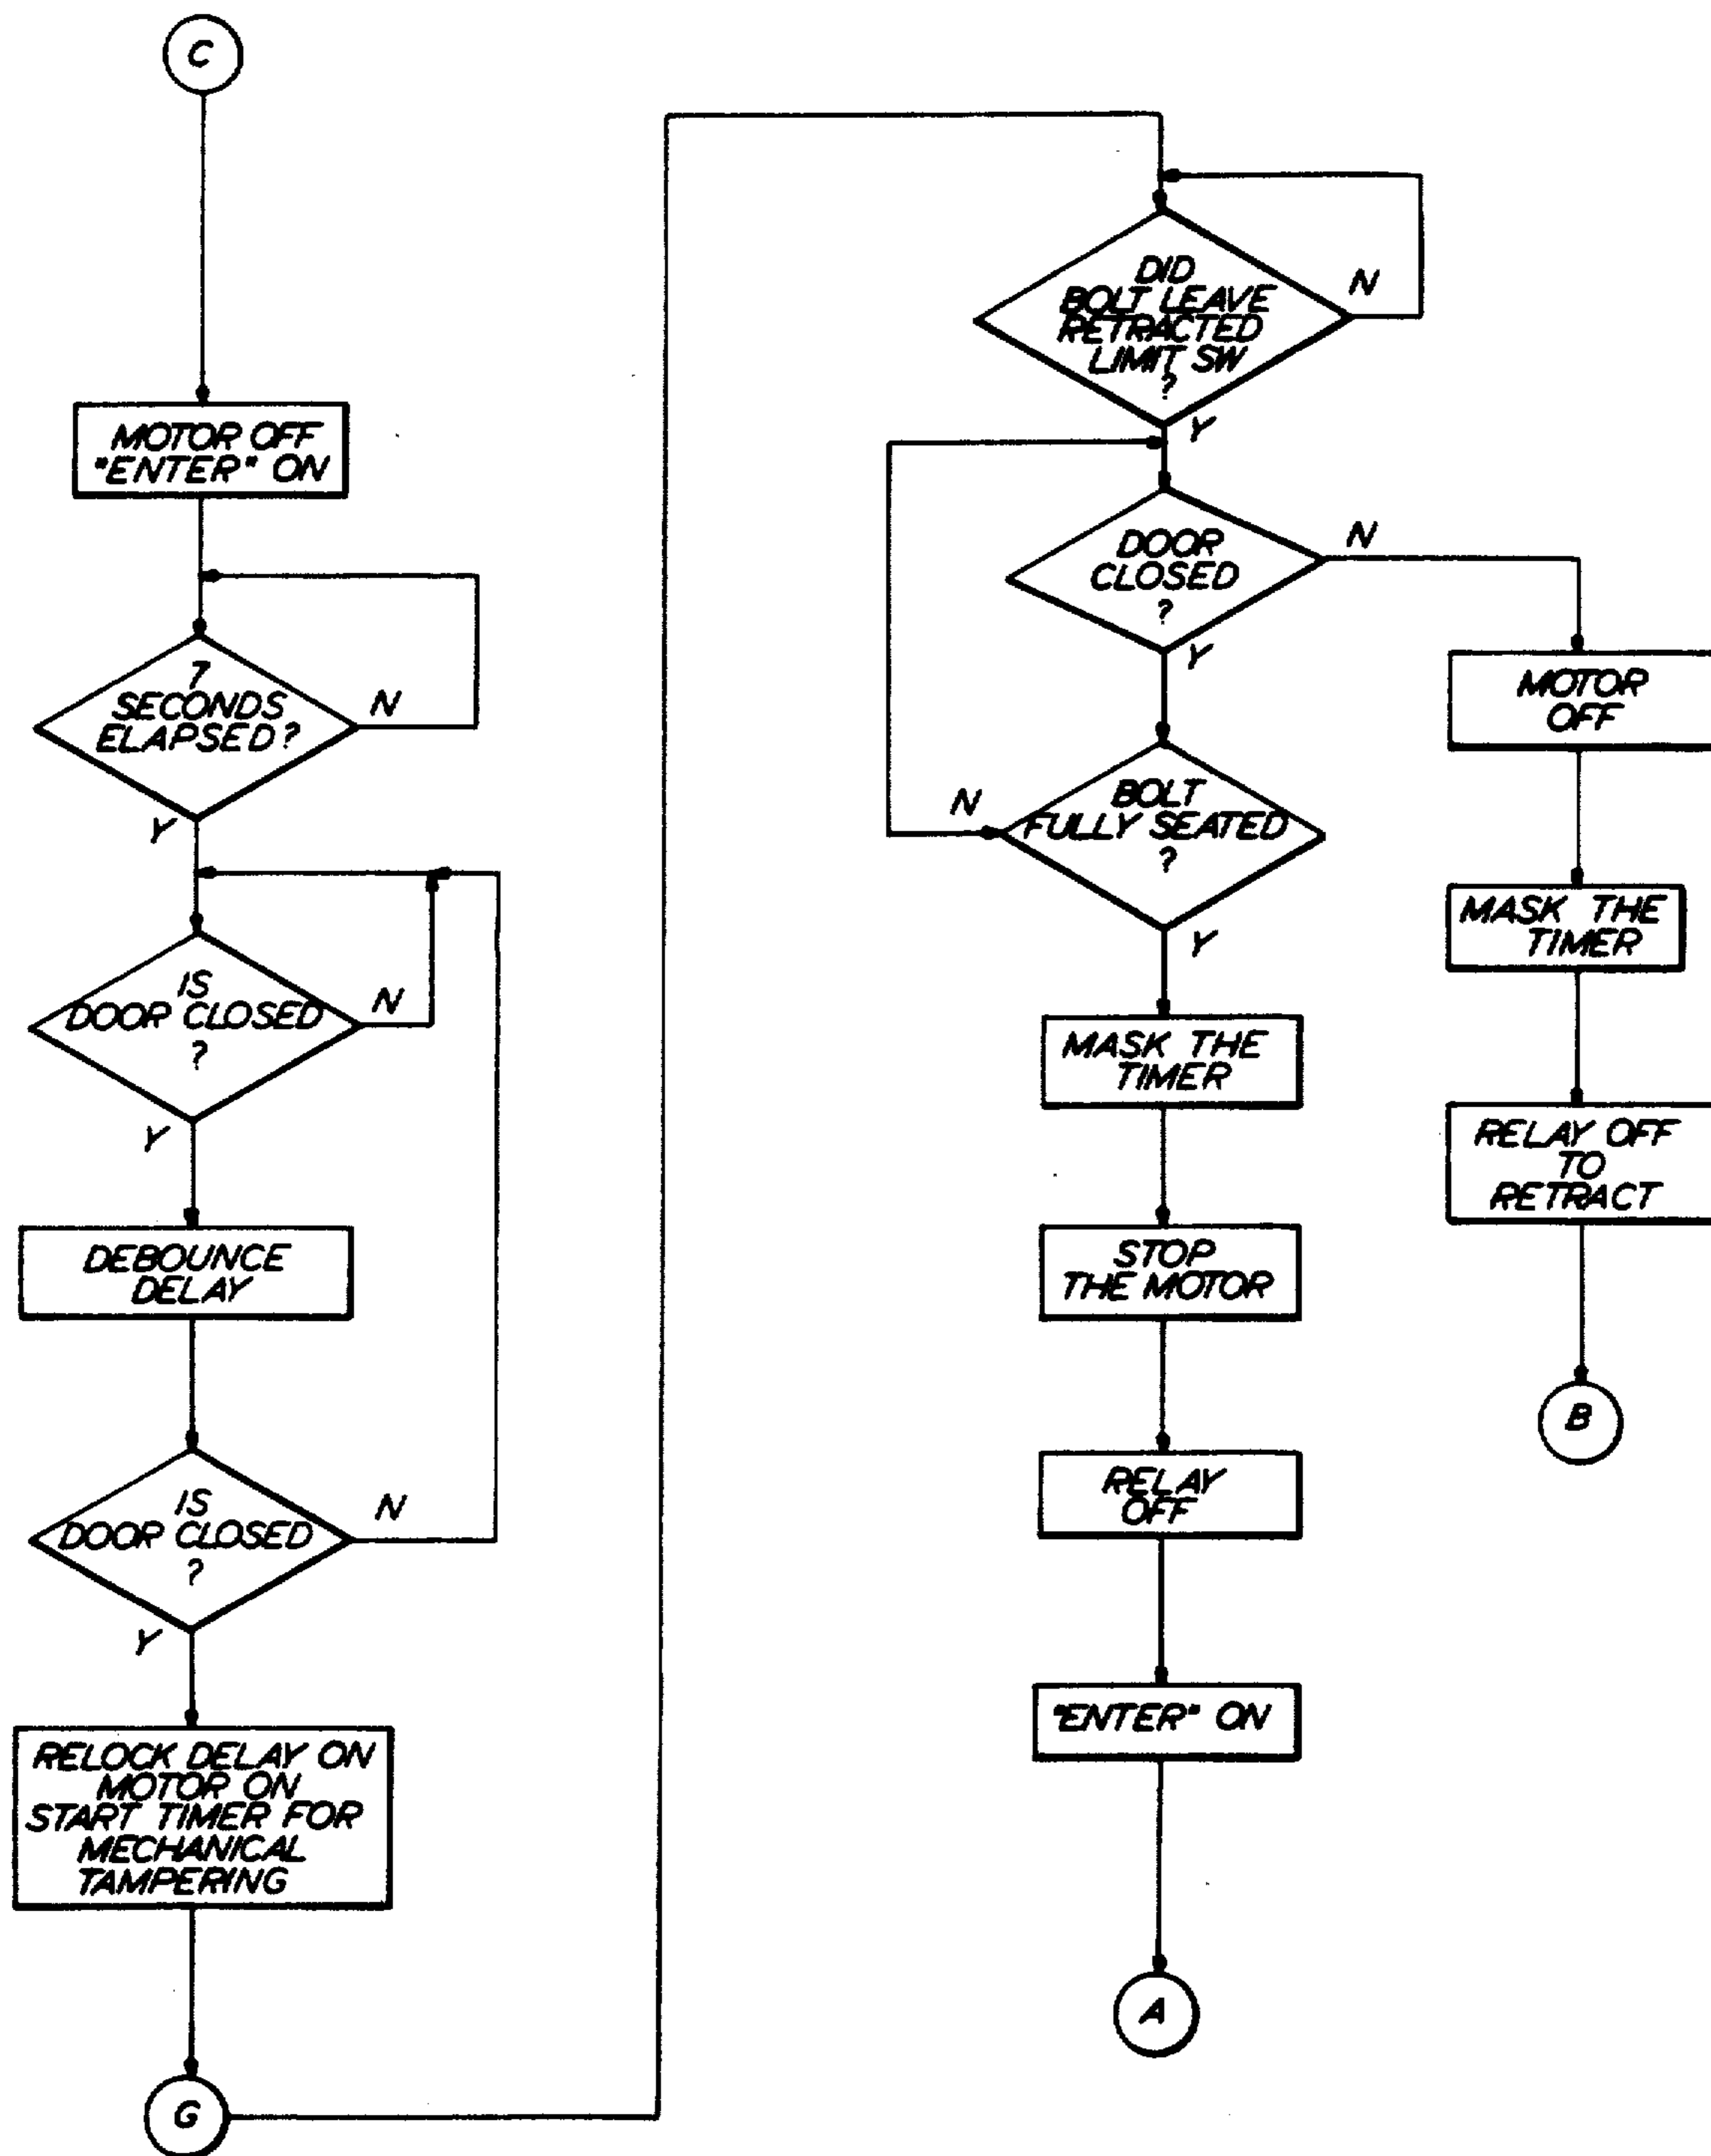 C
MOTOR OFF
"ENTER" ON
7
SECONDS
ELAPSED?
N
Y
IS
DOOR CLOSED
?
N
Y
DEBOUNCE
DELAY
IS
DOOR CLOSED
?
N
Y
RELOCK DELAY ON
MOTOR ON
START TIMER FOR
MECHANICAL
TAMPERING
G
DID
BOLT LEAVE
RETRACTED
LIMIT SW
?
N
Y
DOOR
CLOSED
?
N
Y
BOLT
FULLY SEATED
?
N
Y
MASK THE
TIMER
STOP
THE MOTOR
RELAY
OFF
"ENTER" ON
A
MOTOR
OFF
MASK THE
TIMER
RELAY OFF
TO
RETRACT
B